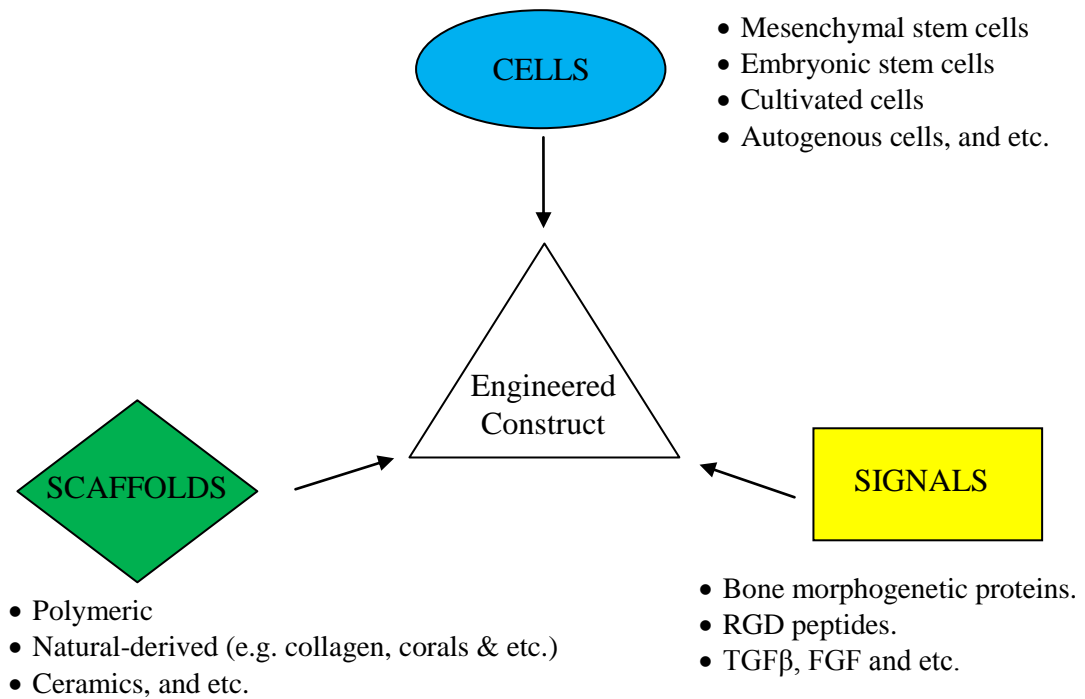 CELLS
• Mesenchymal stem cells
• Embryonic stem cells
• Cultivated cells
• Autogenous cells, and etc.
Engineered
Construct
SCAFFOLDS
SIGNALS
• Polymeric
• Natural-derived (e.g. collagen, corals & etc.)
• Ceramics, and etc.
• Bone morphogenetic proteins.
• RGD peptides.
• TGFβ, FGF and etc.